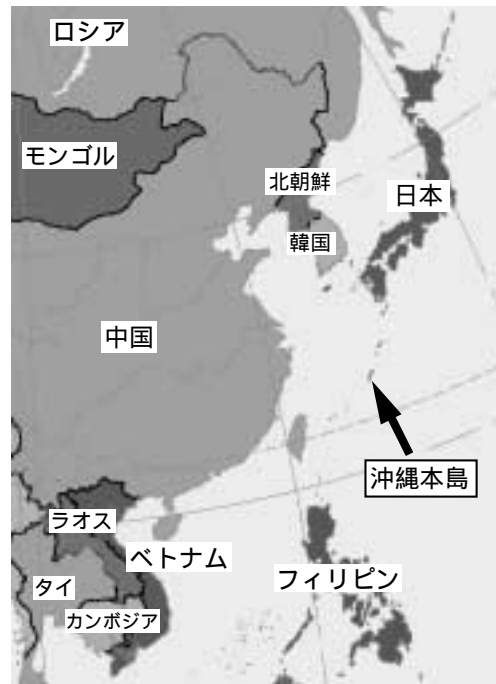 ロシア
モンゴル
北朝鮮
日本
韓国
中国
沖縄本島
ラオス
ベトナム
フィリピン
タイ
カンボジア